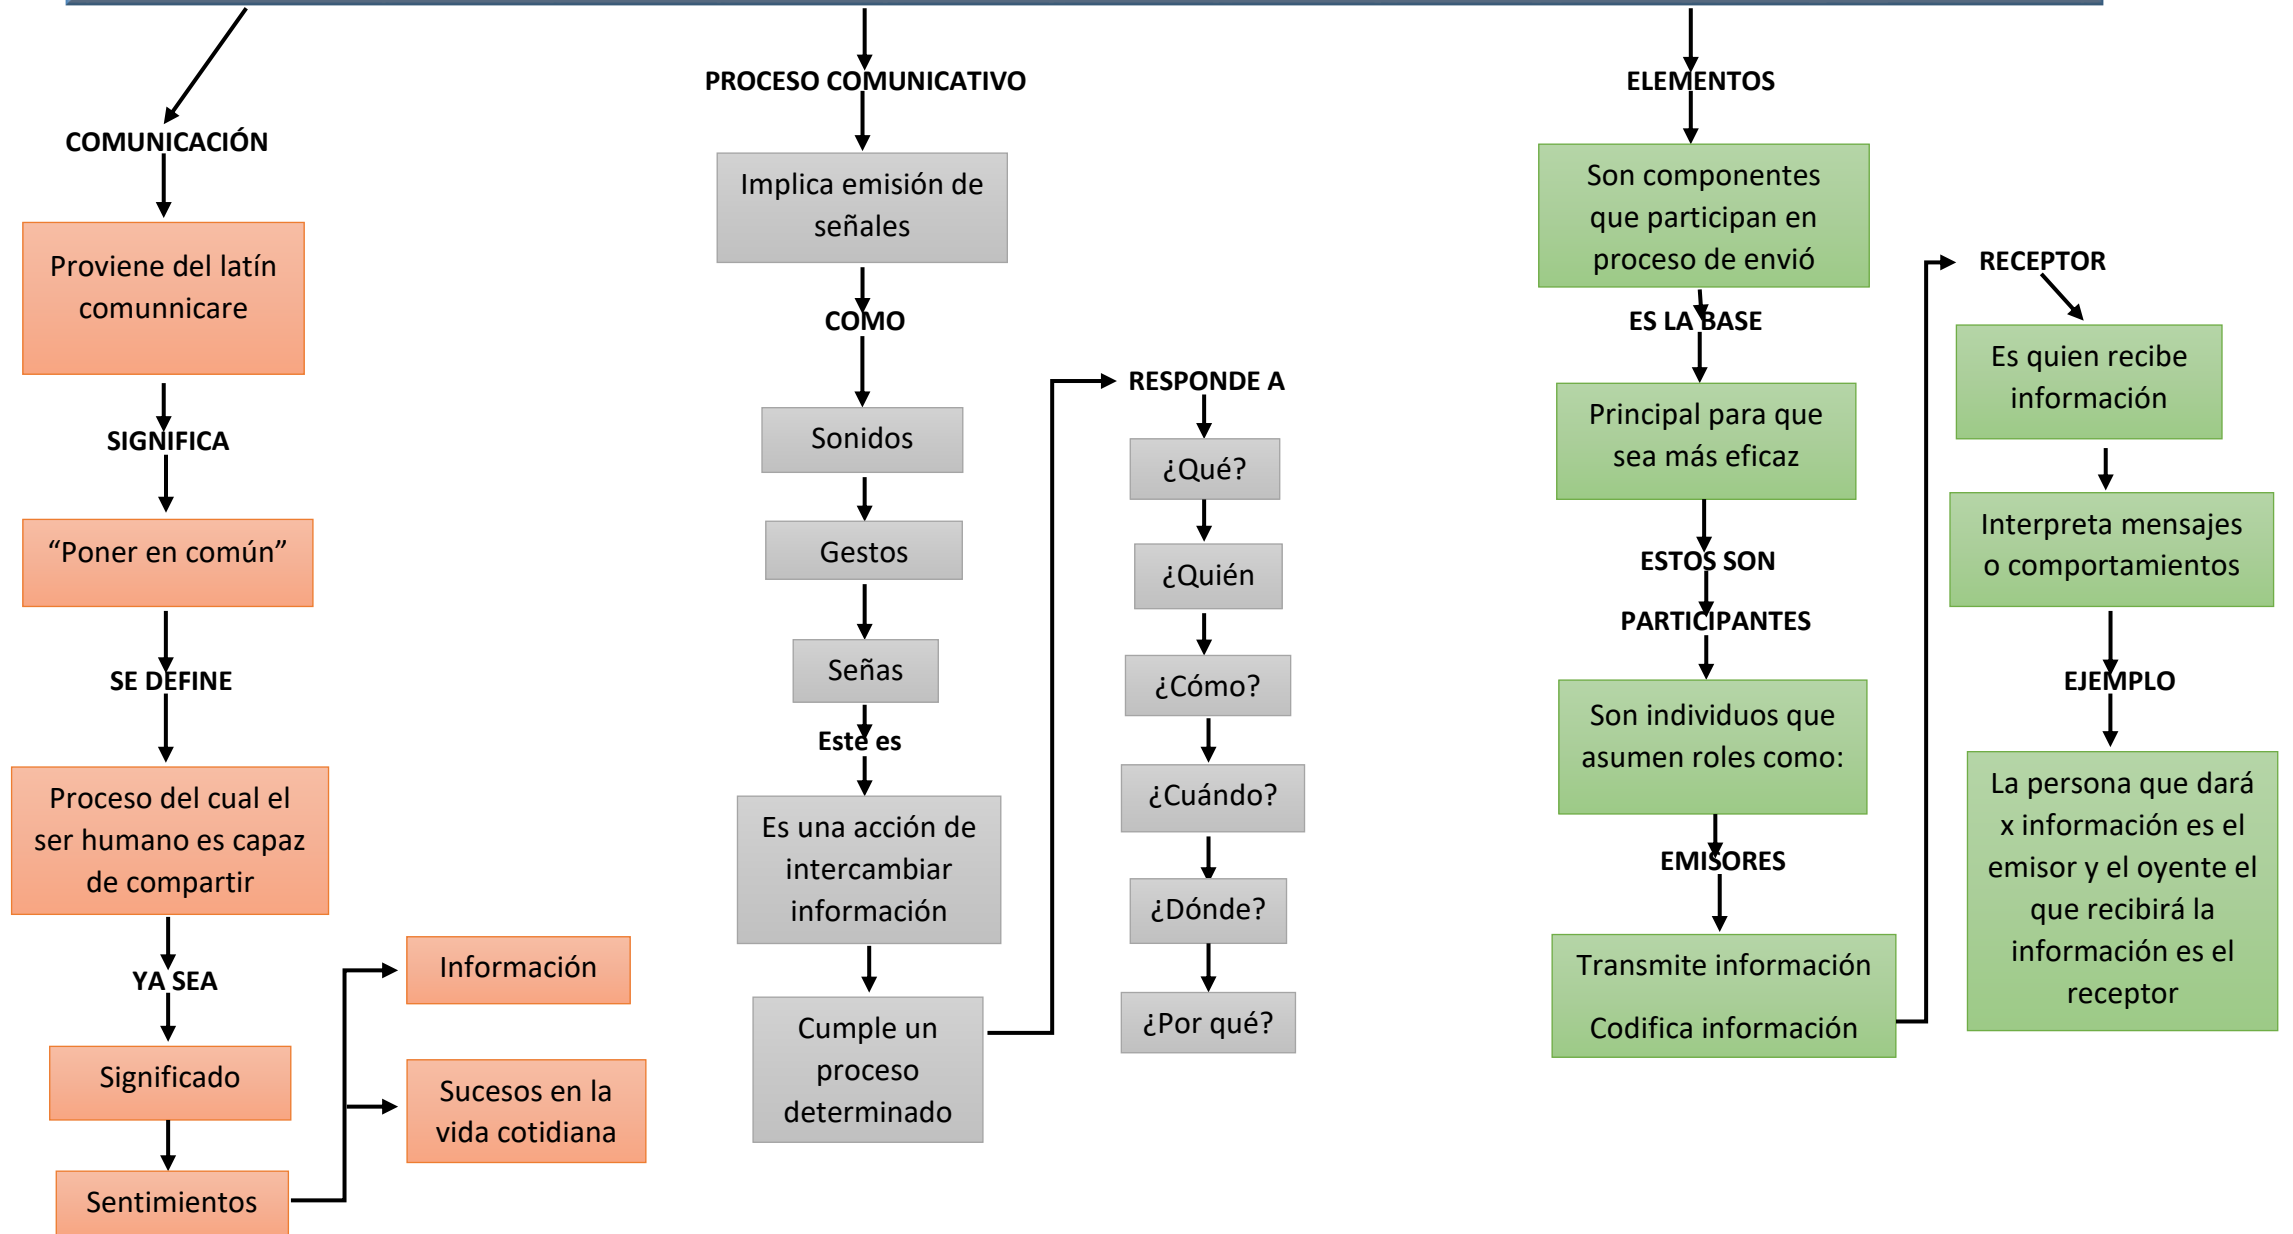 COMUNICACIÓN
Proviene del latín
comunnicare
SIGNIFICA
“Poner en común”
SE DEFINE
Proceso del cual el
ser humano es capaz
de compartir
YA SEA
Significado
Sentimientos
Información
Sucesos en la
vida cotidiana
PROCESO COMUNICATIVO
Implica emisión de
señales
COMO
Sonidos
Gestos
Señas
Este es
Es una acción de
intercambiar
información
Cumple un
proceso
determinado
RESPONDE A
¿Qué?
¿Quién
¿Cómo?
¿Cuándo?
¿Dónde?
¿Por qué?
ELEMENTOS
Son componentes
que participan en
proceso de envió
ES LA BASE
Principal para que
sea más eficaz
ESTOS SON
PARTICIPANTES
Son individuos que
asumen roles como:
EMISORES
Transmite información
Codifica información
RECEPTOR
Es quien recibe
información
Interpreta mensajes
o comportamientos
EJEMPLO
La persona que dará
x información es el
emisor y el oyente el
que recibirá la
información es el
receptor